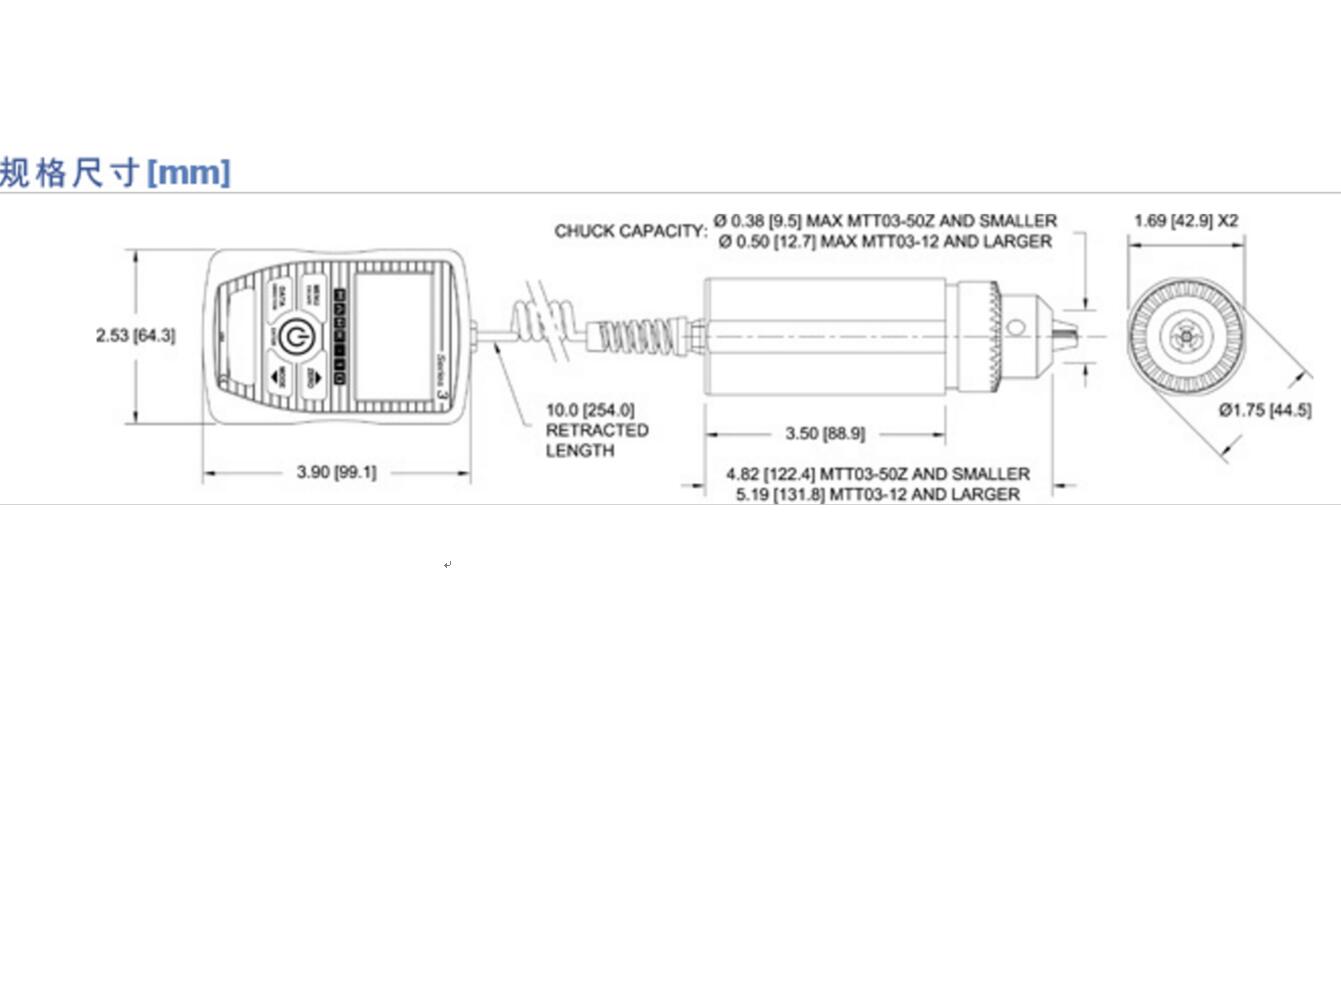 规格尺寸[mm]
CHUCK CAPACITY:
Ø 0.38 [9.5] MAX MTT03-50Z AND SMALLER
Ø 0.50 [12.7] MAX MTT03-12 AND LARGER
1.69 [42.9] X2
2.53 [64.3]
MENU
DATA
ZERO
MODE
MARK-10
Series 3
10.0 [254.0]
RETRACTED
LENGTH
3.90 [99.1]
3.50 [88.9]
Ø1.75 [44.5]
4.82 [122.4] MTT03-50Z AND SMALLER
5.19 [131.8] MTT03-12 AND LARGER